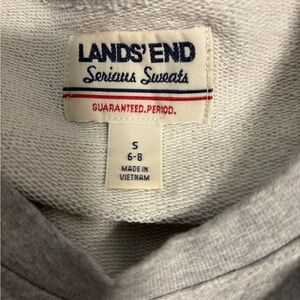 LANDS' END
Serious Sweats
GUARANTEED. PERIOD.
S
6-8
MADE IN
VIETNAM